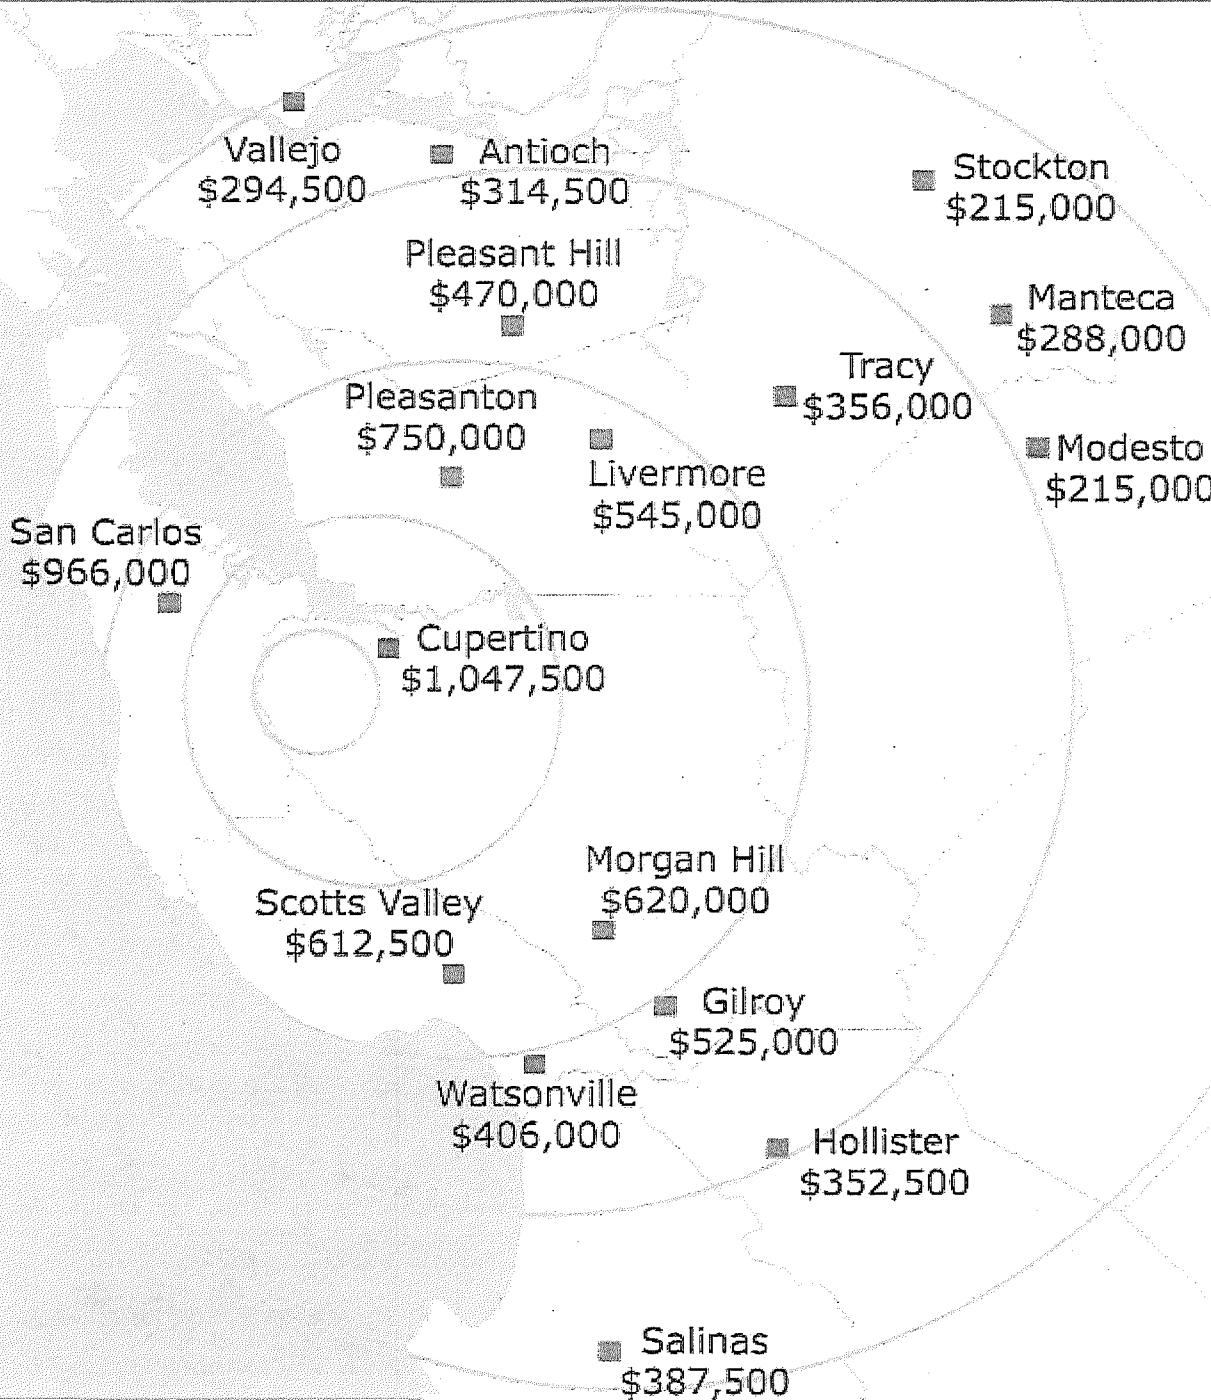 Vallejo
$294,500
Antioch
$314,500
Stockton
$215,000
Pleasant Hill
$470,000
Manteca
$288,000
Tracy
$356,000
Pleasanton
$750,000
Livermore
$545,000
Modesto
$215,000
San Carlos
$966,000
Cupertino
$1,047,500
Morgan Hill
$620,000
Scotts Valley
$612,500
Gilroy
$525,000
Watsonville
$406,000
Hollister
$352,500
Salinas
$387,500